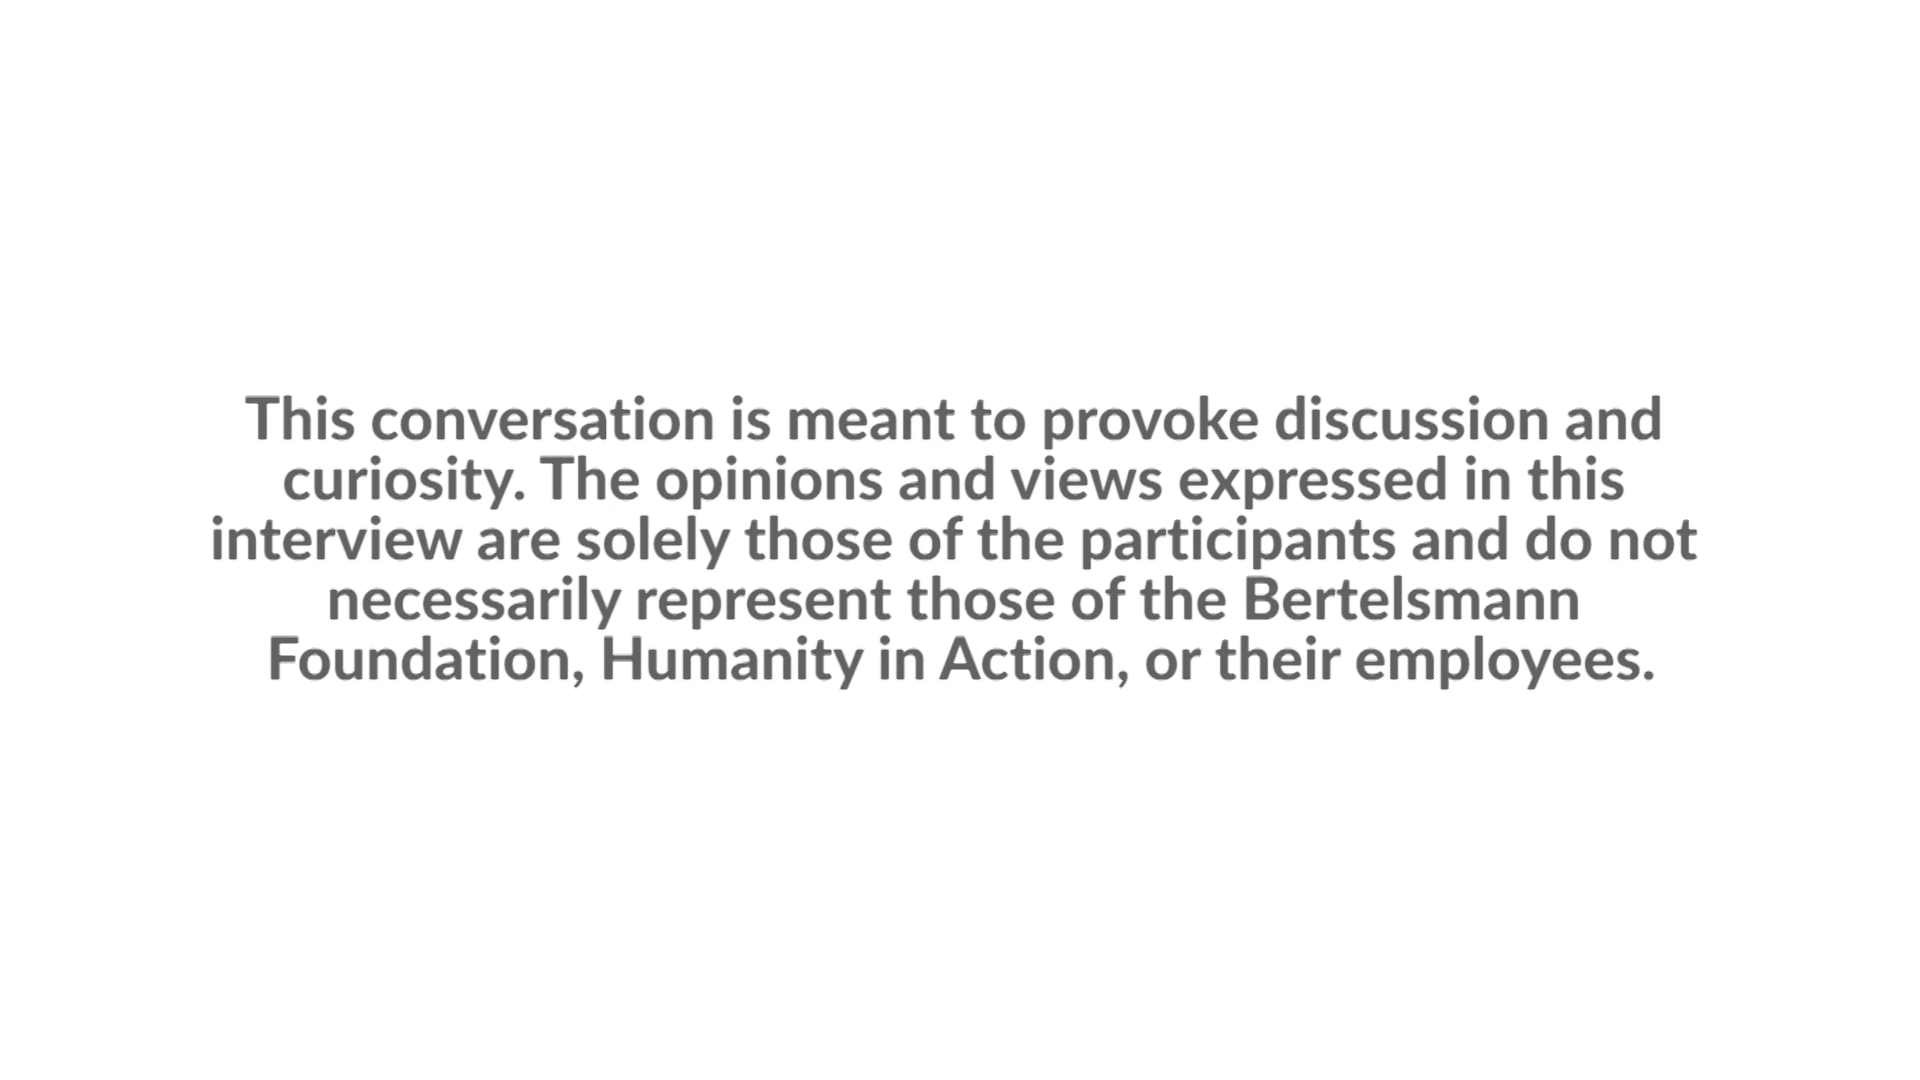 This conversation is meant to provoke discussion and
curiosity. The opinions and views expressed in this
interview are solely those of the participants and do not
necessarily represent those of the Bertelsmann
Foundation, Humanity in Action, or their employees.